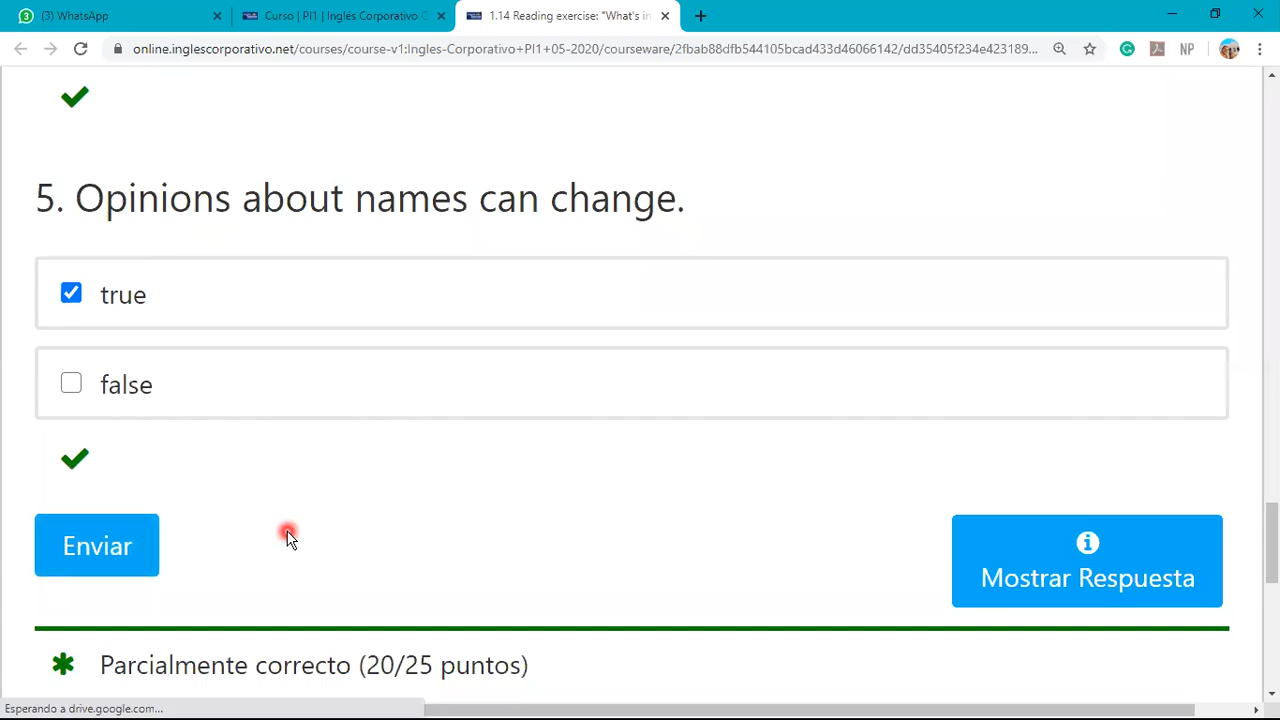 (3) WhatsApp
Curso | PI1 | Inglés Corporativo
1.14 Reading exercise: "What's in
online.inglescorporativo.net/courses/course-v1:Ingles-Corporativo+PI1+05-2020/courseware/2fbab88dfb544105bcad433d46066142/dd35405f234e423189...
NP
5. Opinions about names can change.
true
false
Enviar
Mostrar Respuesta
Parcialmente correcto (20/25 puntos)
Esperando a drive.google.com...